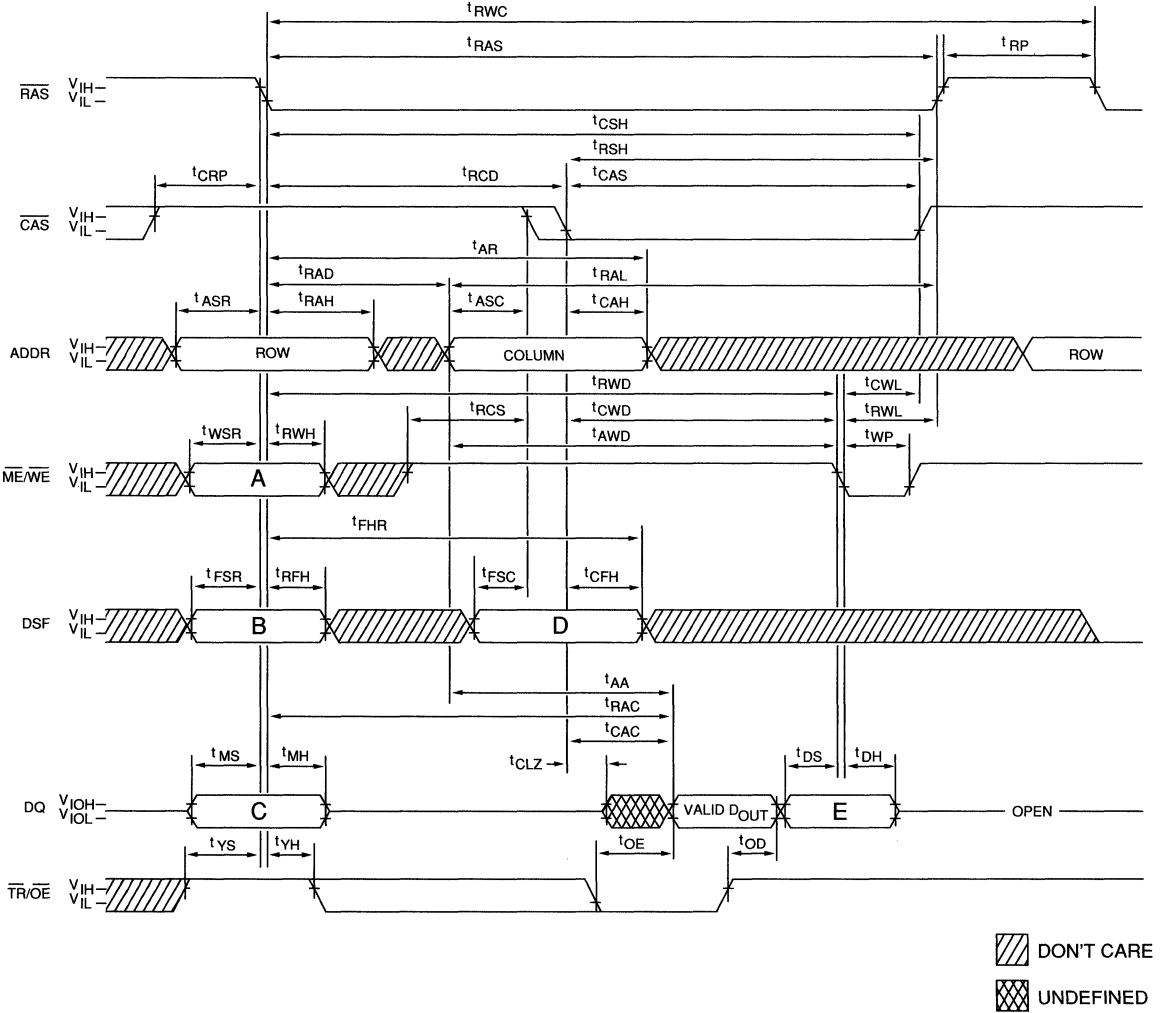 tRWC
tRAS
tRP
RAS VIH
VIL
tCSH
tRSH
tCRP tRCD tCAS
CAS VIH
VIL
tAR
tRAD tRAL
tASR tRAH tASC tCAH
ADDR VIH
VIL
ROW COLUMN ROW
tRWD tCWL
tRCS tCWD tRWL
tWSR tRWH tAWD tWP
ME/WE VIH
VIL
A
tFHR
tFSR tRFH tFSC tCFH
DSF VIH
VIL
B D
tAA
tRAC
tCAC
tMS tMH tCLZ tDS tDH
DQ VIOH
VIOL
C VALID DOUT E OPEN
tYS tYH tOE tOD
TR/OE VIH
VIL
DON'T CARE
UNDEFINED